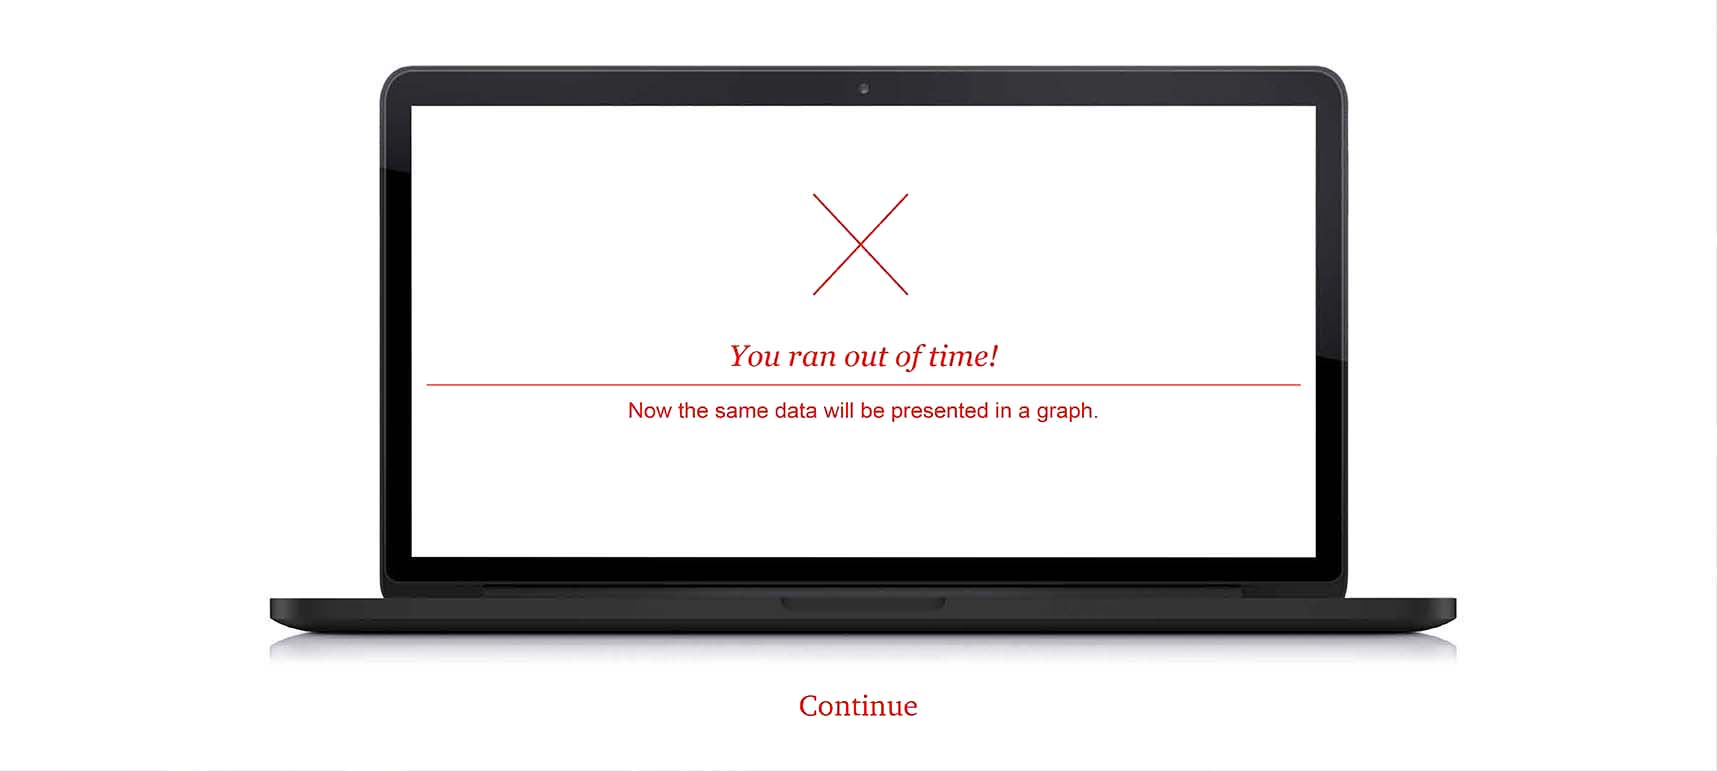 You ran out of time!
Now the same data will be presented in a graph.
Continue